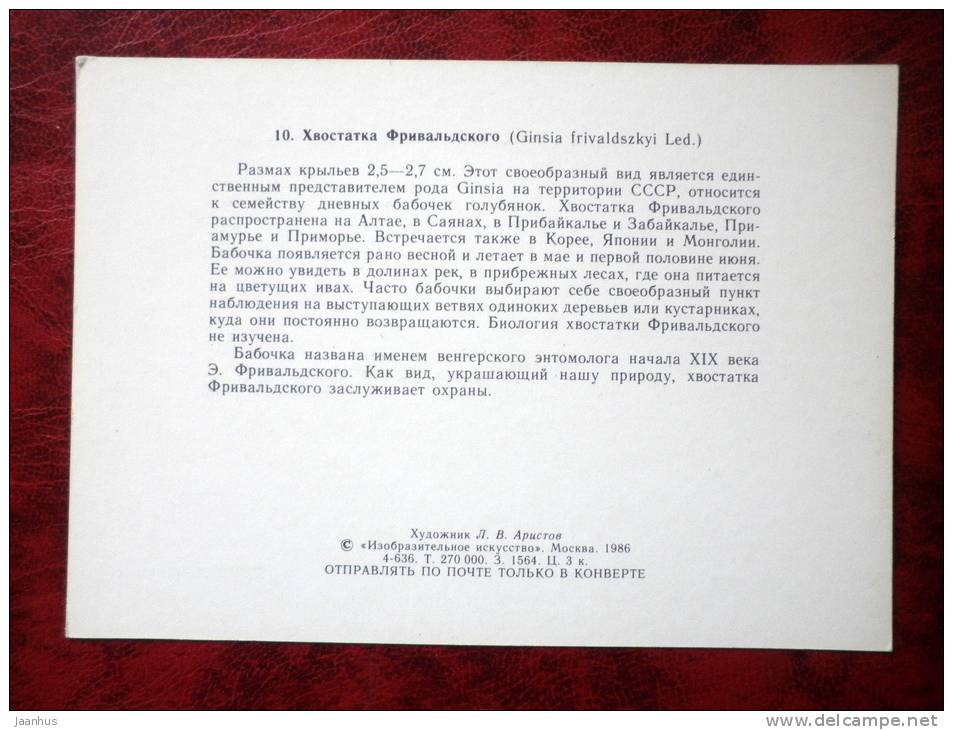 10. Хвостатка Фривальдского (Ginsia frivaldszkyi Led.)
Размах крыльев 2,5—2,7 см. Этот своеобразный вид является един-
ственным представителем рода Ginsia на территории СССР, относится
к семейству дневных бабочек голубянок. Хвостатка Фривальдского
распространена на Алтае, в Саянах, в Прибайкалье и Забайкалье, При-
амурье и Приморье. Встречается также в Корее, Японии и Монголии.
Бабочка появляется рано весной и летает в мае и первой половине июня.
Ее можно увидеть в долинах рек, в прибрежных лесах, где она питается
на цветущих ивах. Часто бабочки выбирают себе своеобразный пункт
наблюдения на выступающих ветвях одиноких деревьев или кустарниках,
куда они постоянно возвращаются. Биология хвостатки Фривальдского
не изучена.
Бабочка названа именем венгерского энтомолога начала XIX века
Э. Фривальдского. Как вид, украшающий нашу природу, хвостатка
Фривальдского заслуживает охраны.
Художник Л. В. Аристов
© «Изобразительное искусство». Москва. 1986
4-636. Т. 270 000. З. 1564. Ц. 3 к.
ОТПРАВЛЯТЬ ПО ПОЧТЕ ТОЛЬКО В КОНВЕРТЕ
jaanhus
www.delcampe.net